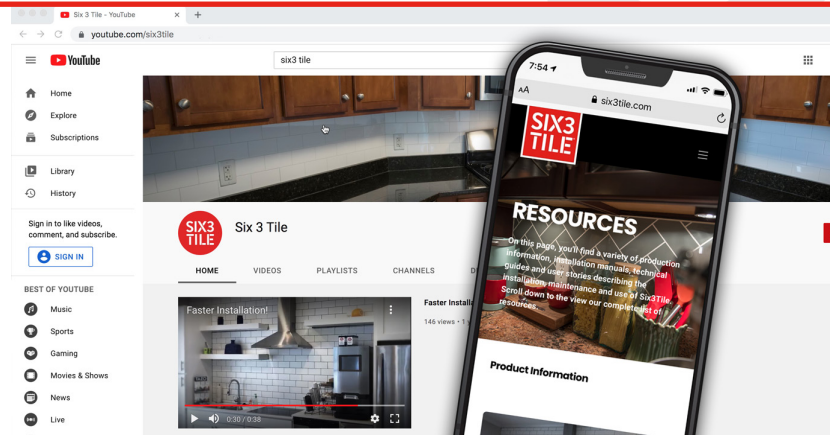 Six 3 Tile - YouTube
youtube.com/six3tile
YouTube
six3 tile
Home
Explore
Subscriptions
Library
History
Sign in to like videos,
comment, and subscribe.
SIGN IN
BEST OF YOUTUBE
Music
Sports
Gaming
Movies & Shows
News
Live
SIX3
TILE
Six 3 Tile
HOME
VIDEOS
PLAYLISTS
CHANNELS
D
Faster Installation!
0:30 / 0:38
Faster Installa
146 views • 1 y
7:54
AA
six3tile.com
SIX3
TILE
RESOURCES
On this page, you'll find a variety of production
information, installation manuals, technical
guides and user stories describing the
installation, maintenance and use of Six3Tile.
Scroll down to the view our complete list of
resources.
Product Information